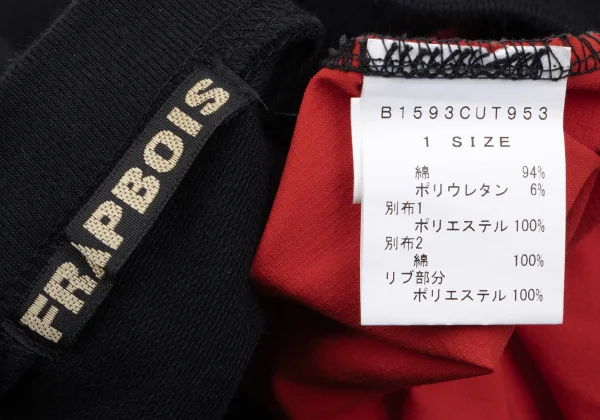 FRAPBOIS
B1593CUT953
1 SIZE
綿 94%
ポリウレタン 6%
別布1
ポリエステル 100%
別布2
綿 100%
リブ部分
ポリエステル 100%